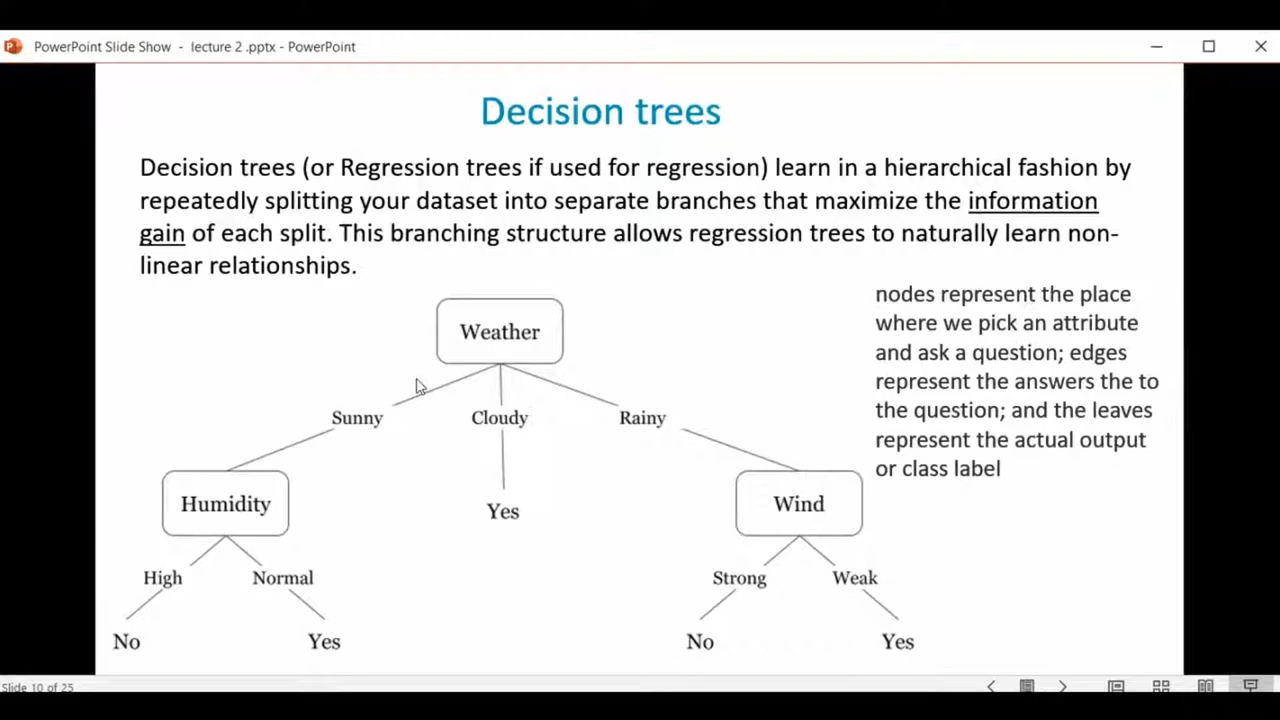 PowerPoint Slide Show - lecture 2 .pptx - PowerPoint
Decision trees
Decision trees (or Regression trees if used for regression) learn in a hierarchical fashion by
repeatedly splitting your dataset into separate branches that maximize the information
gain of each split. This branching structure allows regression trees to naturally learn non-
linear relationships.
nodes represent the place
where we pick an attribute
and ask a question; edges
represent the answers the to
the question; and the leaves
represent the actual output
or class label
Weather
Sunny Cloudy Rainy
Humidity Yes Wind
High Normal Strong Weak
No Yes No Yes
Slide 10 of 25